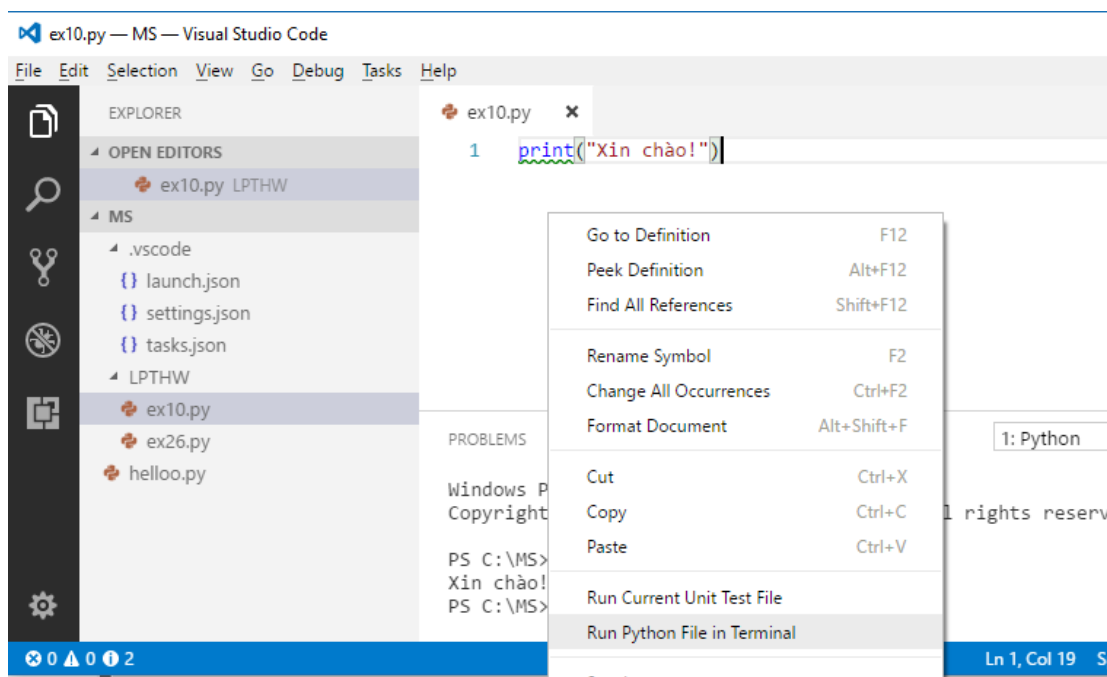 ex10.py — MS — Visual Studio Code
File Edit Selection View Go Debug Tasks Help
EXPLORER
OPEN EDITORS
ex10.py LPTHW
MS
.vscode
{} launch.json
{} settings.json
{} tasks.json
LPTHW
ex10.py
ex26.py
helloo.py
ex10.py
1 print("Xin chào!")
Go to Definition F12
Peek Definition Alt+F12
Find All References Shift+F12
Rename Symbol F2
Change All Occurrences Ctrl+F2
Format Document Alt+Shift+F
Cut Ctrl+X
Copy Ctrl+C
Paste Ctrl+V
Run Current Unit Test File
Run Python File in Terminal
PROBLEMS
1: Python
Windows P
Copyright l rights reserv
PS C:\MS>
Xin chào!
PS C:\MS>
0 0 2
Ln 1, Col 19 S